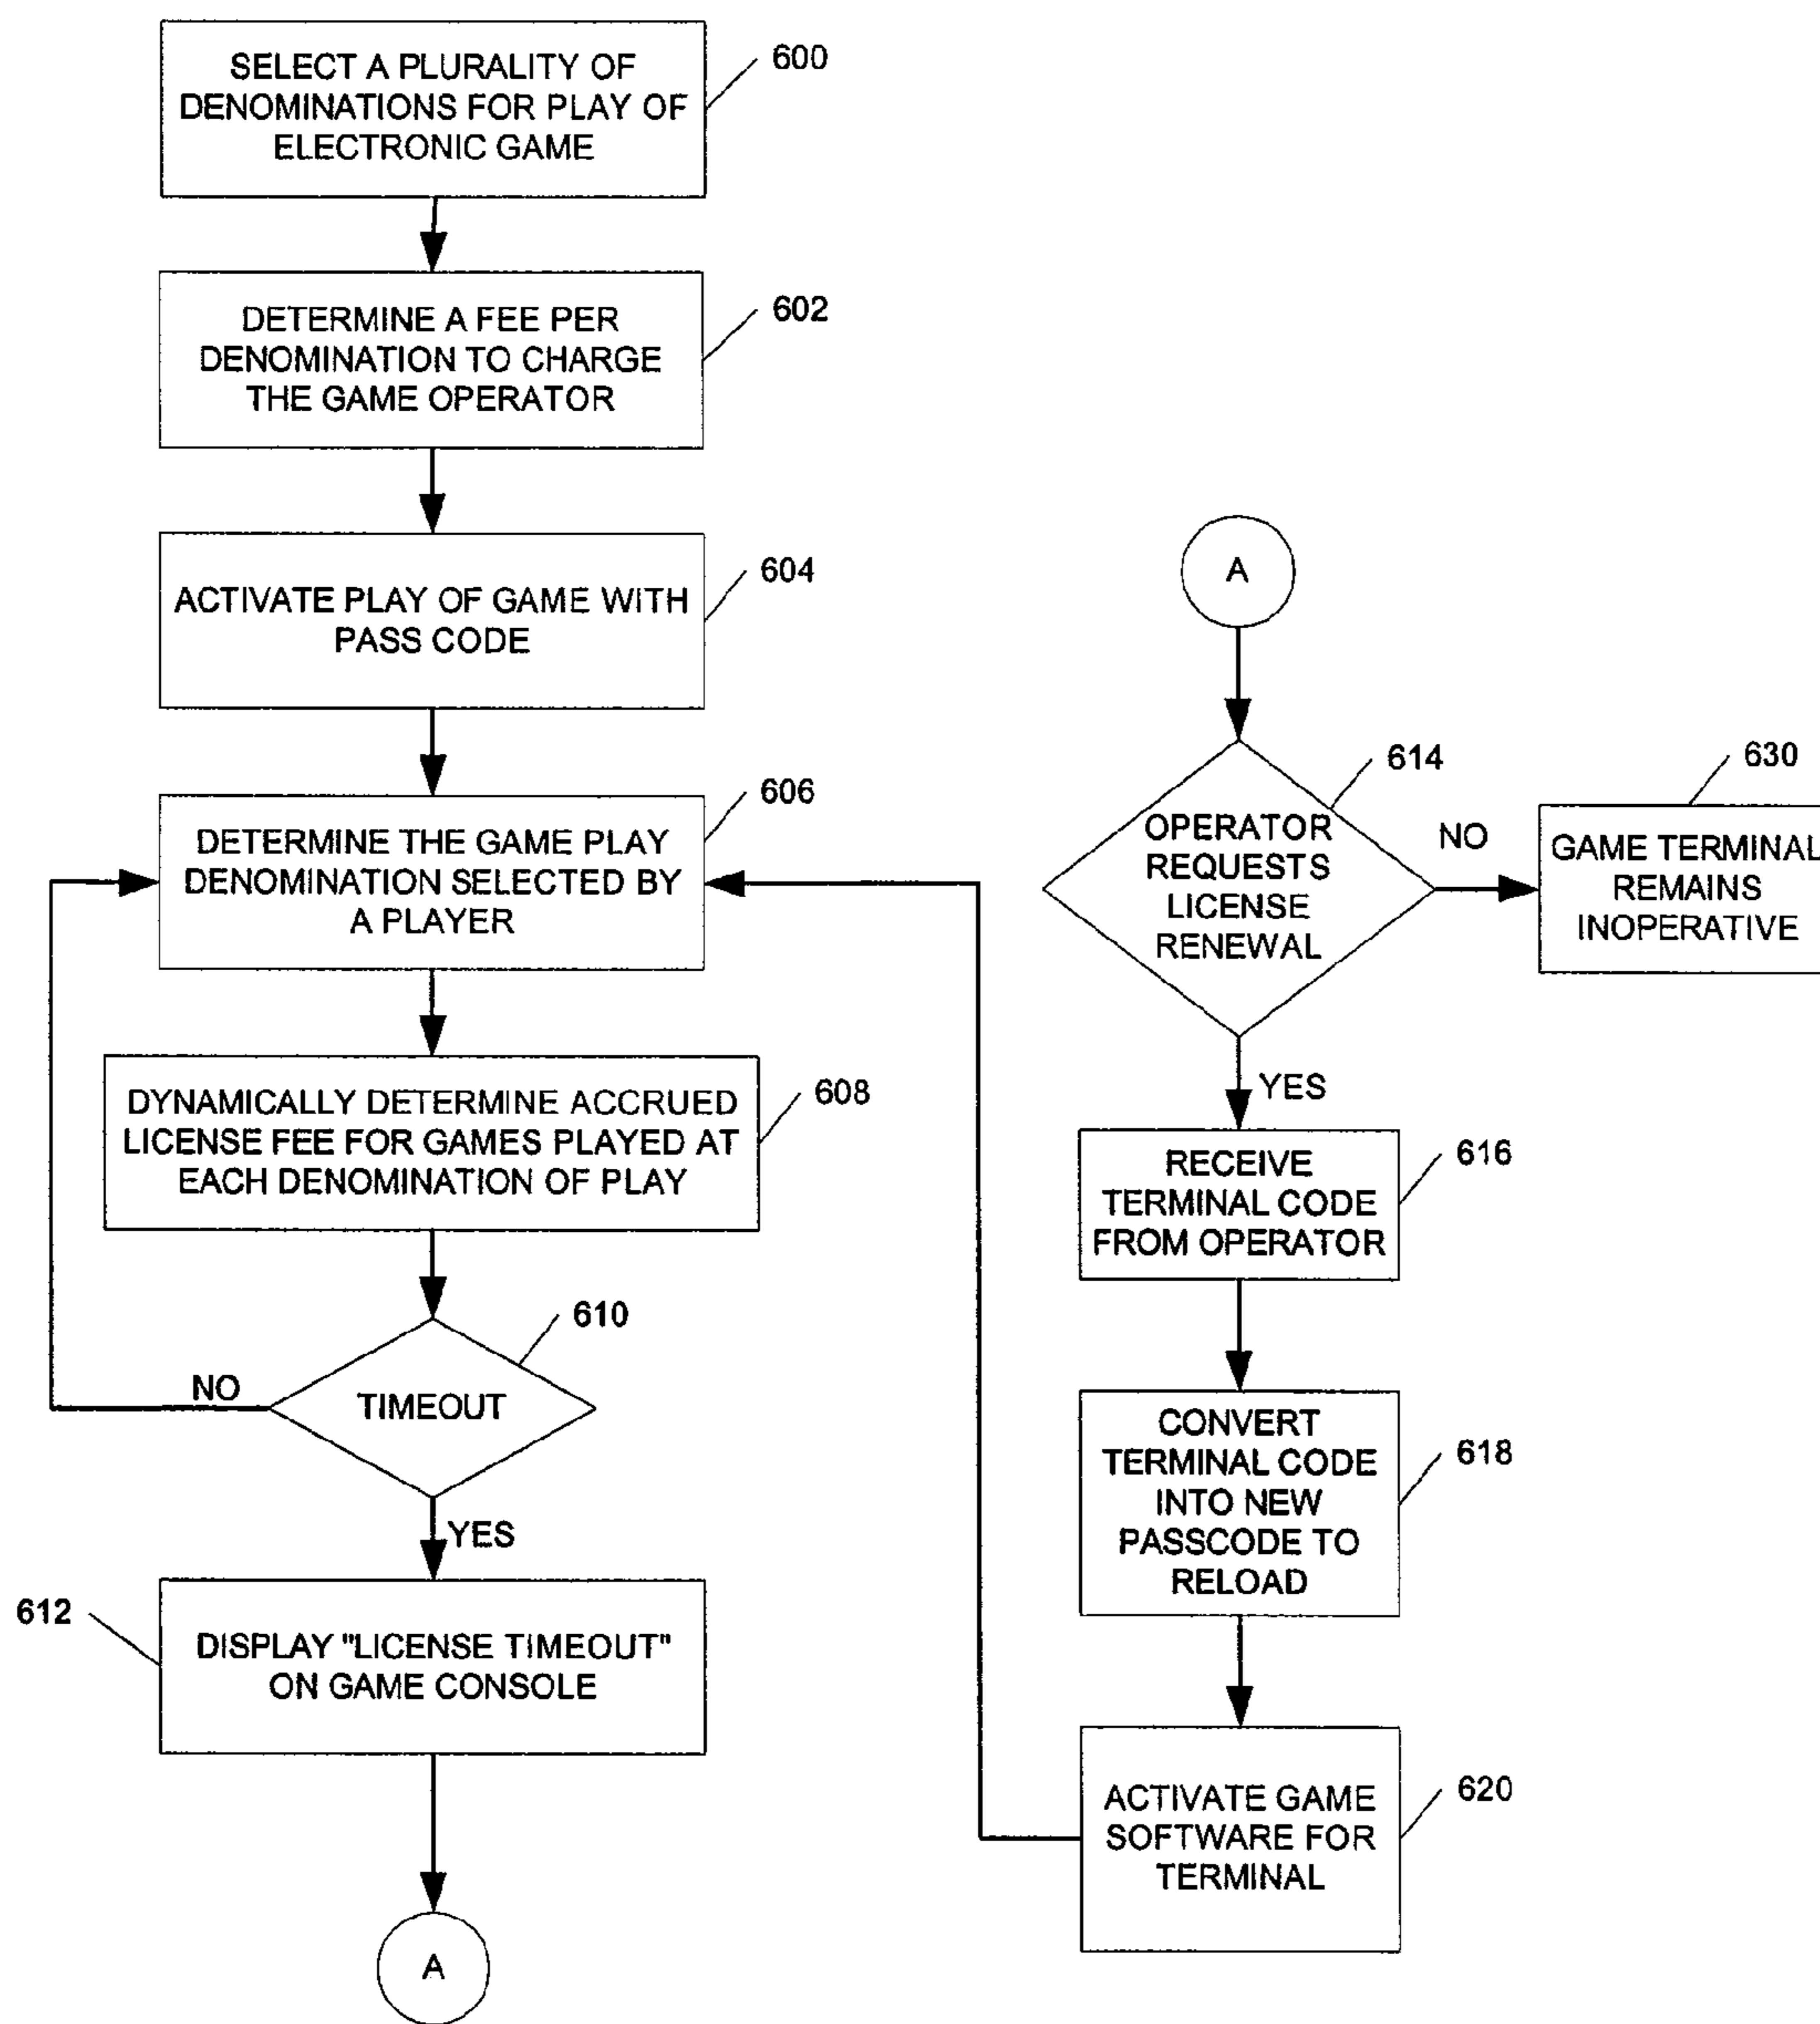 SELECT A PLURALITY OF
DENOMINATIONS FOR PLAY OF
ELECTRONIC GAME
600
DETERMINE A FEE PER
DENOMINATION TO CHARGE
THE GAME OPERATOR
602
ACTIVATE PLAY OF GAME WITH
PASS CODE
604
DETERMINE THE GAME PLAY
DENOMINATION SELECTED BY
A PLAYER
606
DYNAMICALLY DETERMINE ACCRUED
LICENSE FEE FOR GAMES PLAYED AT
EACH DENOMINATION OF PLAY
608
TIMEOUT
610
NO
YES
DISPLAY "LICENSE TIMEOUT"
ON GAME CONSOLE
612
A
A
OPERATOR
REQUESTS
LICENSE
RENEWAL
614
NO
GAME TERMINAL
REMAINS
INOPERATIVE
630
YES
RECEIVE
TERMINAL CODE
FROM OPERATOR
616
CONVERT
TERMINAL CODE
INTO NEW
PASSCODE TO
RELOAD
618
ACTIVATE GAME
SOFTWARE FOR
TERMINAL
620